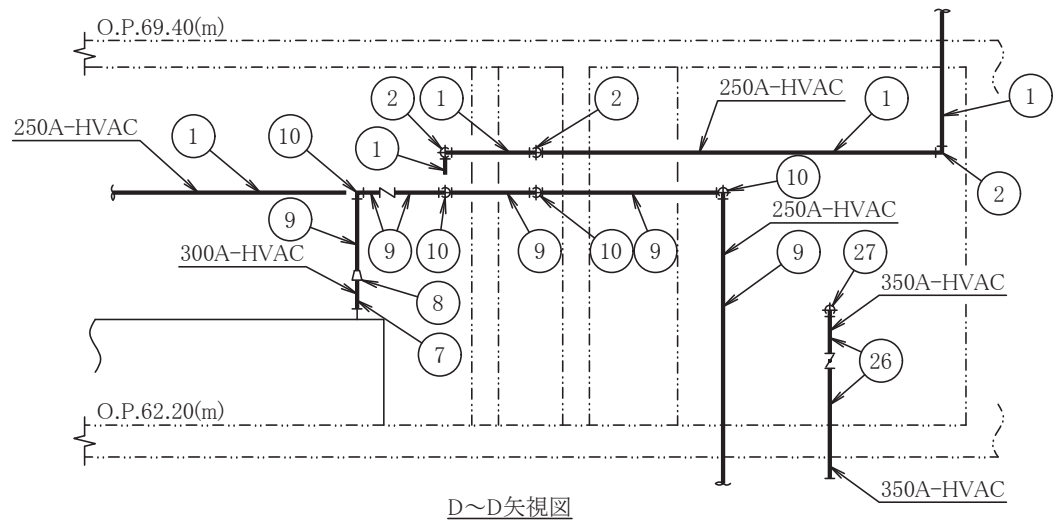 O.P.69.40(m)
2 1 2 250A-HVAC 1 1
250A-HVAC 1 10 1 2
10
9 9 10 9 10 9 250A-HVAC
300A-HVAC 8 9 27
350A-HVAC
7 26
O.P.62.20(m)
350A-HVAC
D～D矢視図